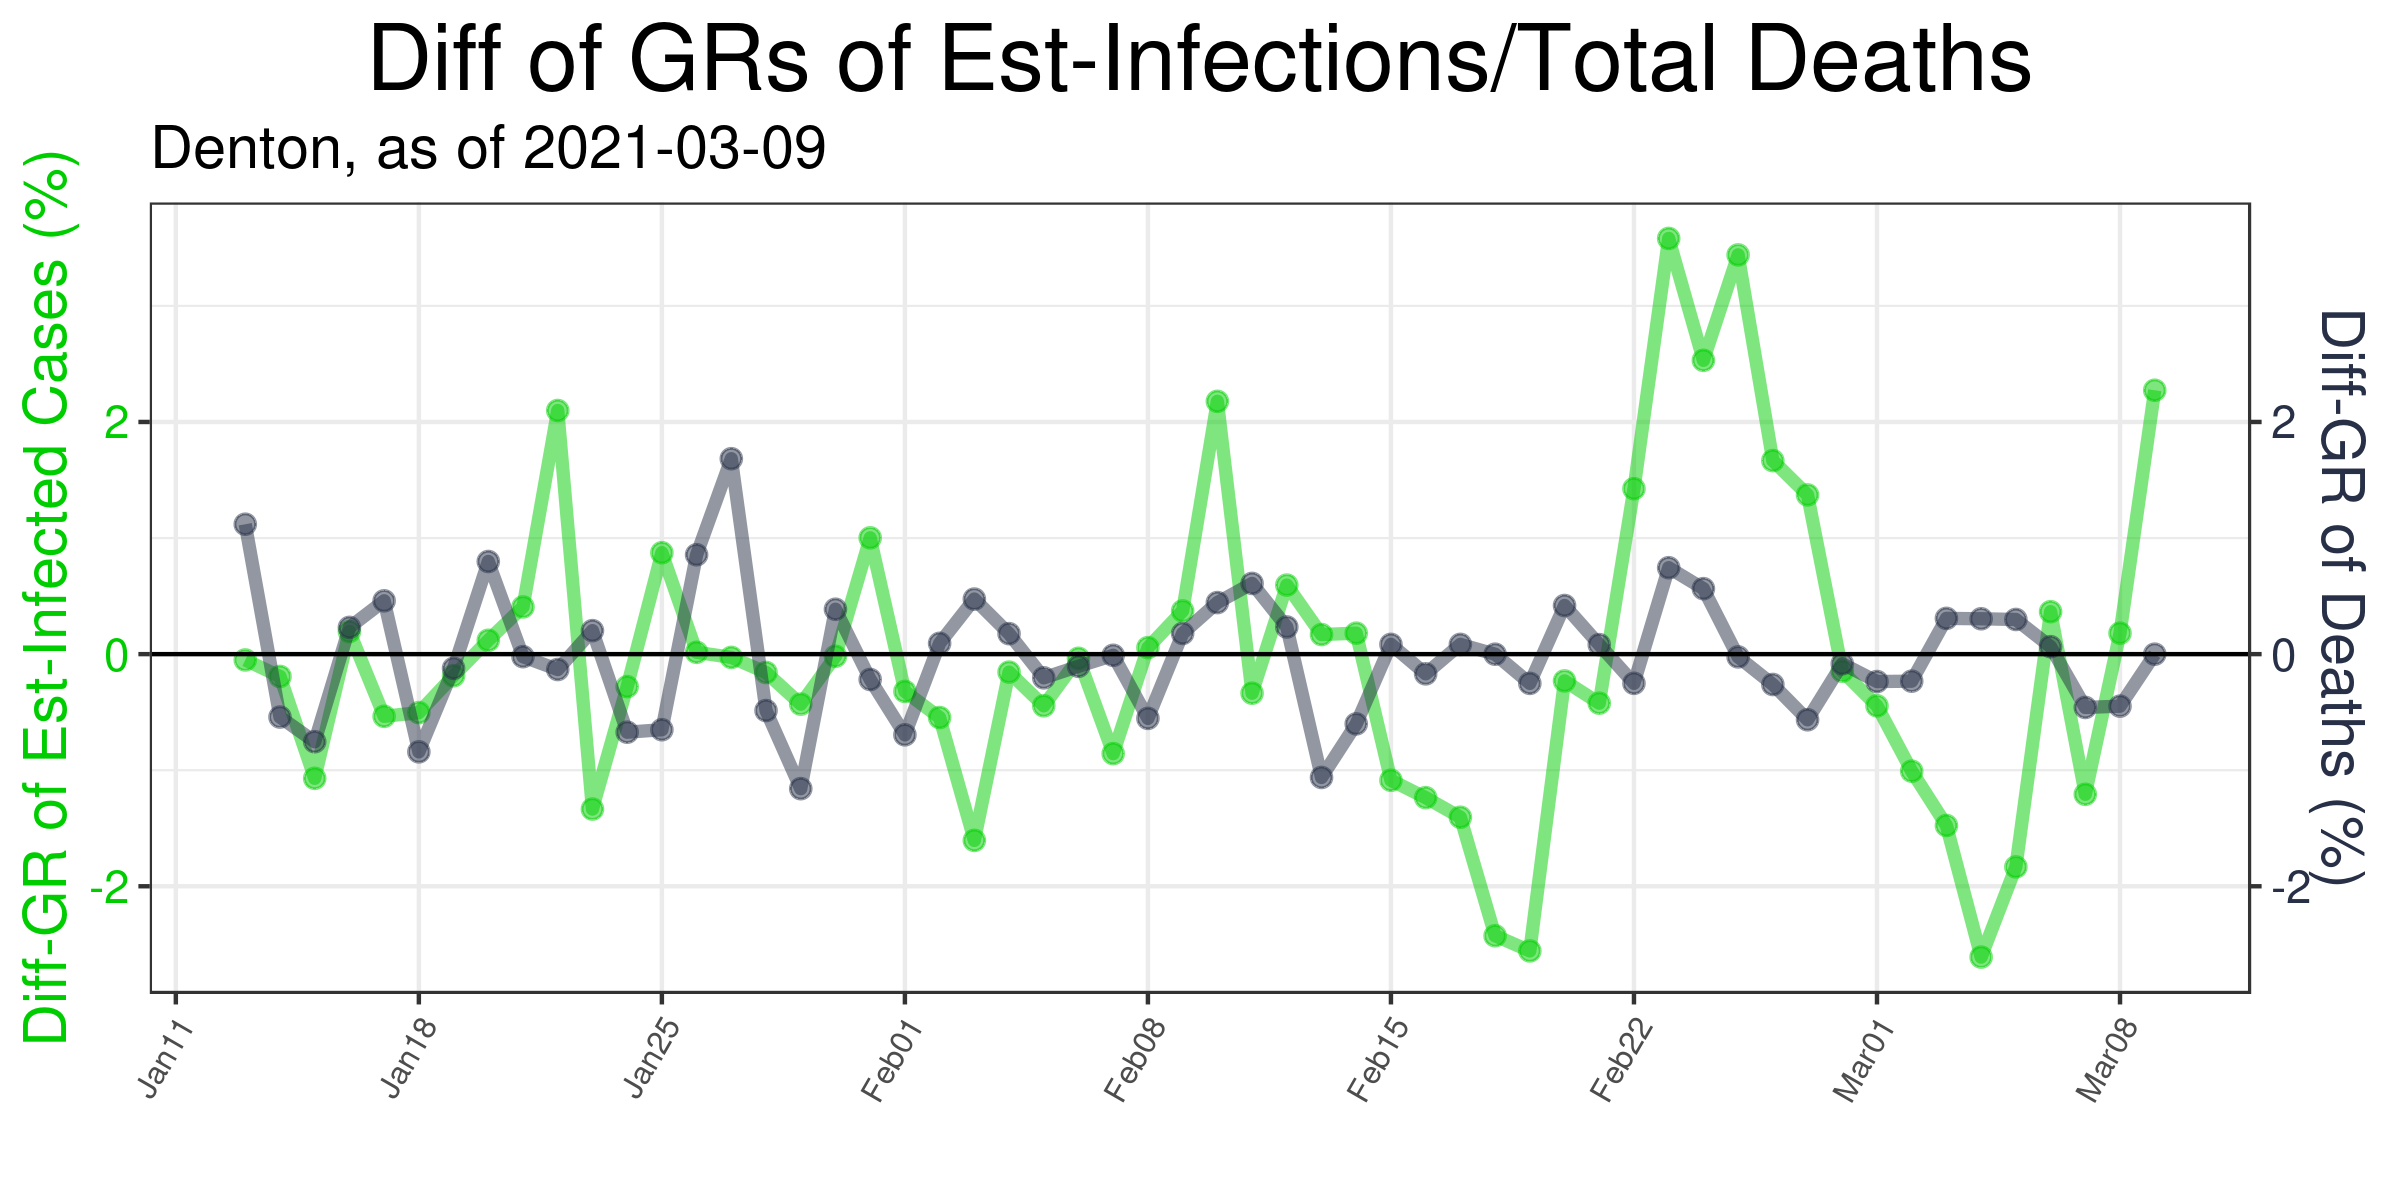 Diff of GRs of Est-Infections/Total Deaths
Denton, as of 2021-03-09
Diff-GR of Est-Infected Cases (%)
2
0
-2
2
0
-2
Diff-GR of Deaths (%)
Jan11
Jan18
Jan25
Feb01
Feb08
Feb15
Feb22
Mar01
Mar08